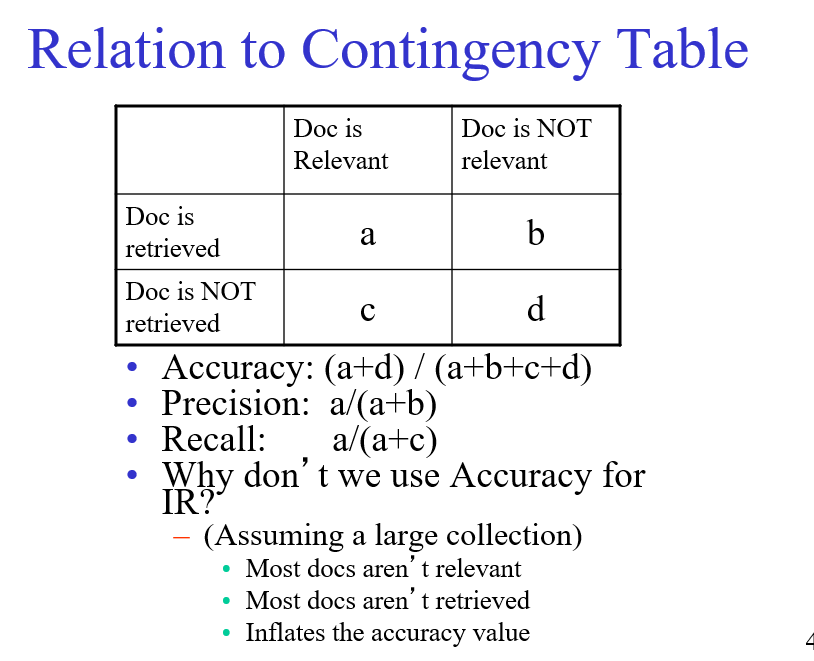 Relation to Contingency Table
Doc is
Relevant
Doc is NOT
relevant
Doc is
retrieved
a
b
Doc is NOT
retrieved
c
d
• Accuracy: (a+d) / (a+b+c+d)
• Precision: a/(a+b)
• Recall: a/(a+c)
• Why don’t we use Accuracy for
IR?
– (Assuming a large collection)
• Most docs aren’t relevant
• Most docs aren’t retrieved
• Inflates the accuracy value
4